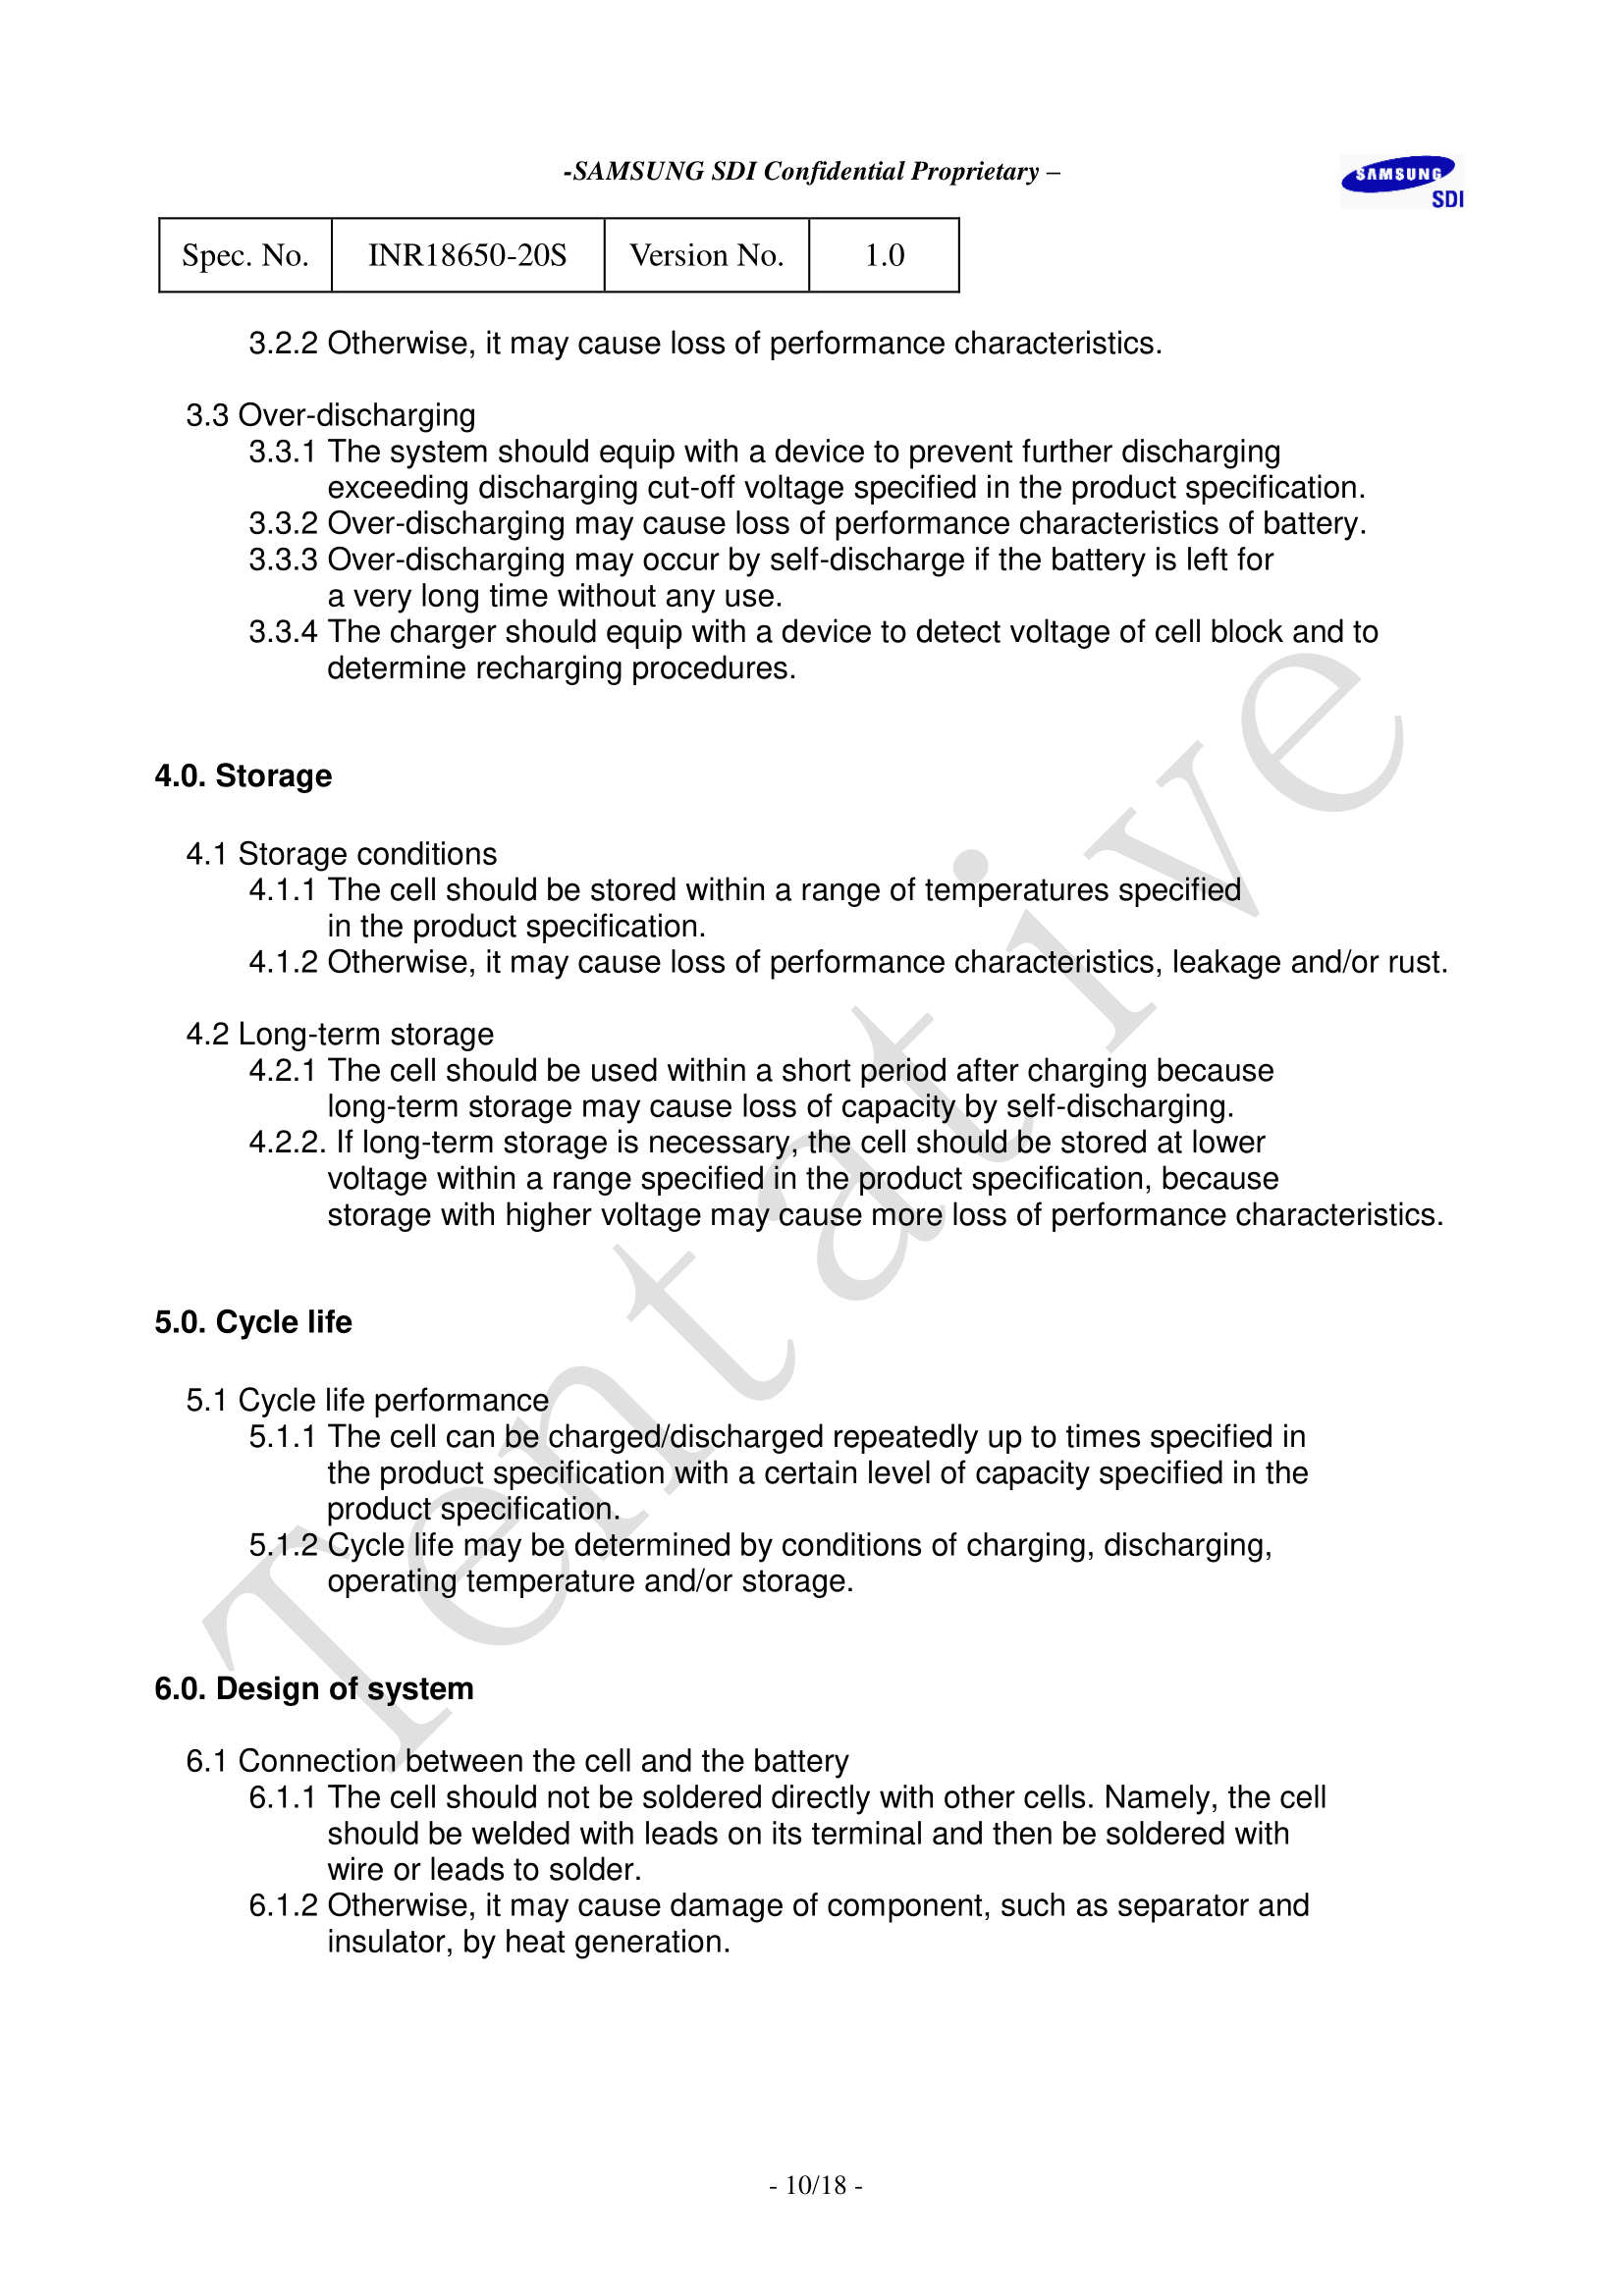 -SAMSUNG SDI Confidential Proprietary –
SAMSUNG
SDI
Spec. No. INR18650-20S Version No. 1.0
3.2.2 Otherwise, it may cause loss of performance characteristics.
3.3 Over-discharging
3.3.1 The system should equip with a device to prevent further discharging
exceeding discharging cut-off voltage specified in the product specification.
3.3.2 Over-discharging may cause loss of performance characteristics of battery.
3.3.3 Over-discharging may occur by self-discharge if the battery is left for
a very long time without any use.
3.3.4 The charger should equip with a device to detect voltage of cell block and to
determine recharging procedures.
4.0. Storage
4.1 Storage conditions
4.1.1 The cell should be stored within a range of temperatures specified
in the product specification.
4.1.2 Otherwise, it may cause loss of performance characteristics, leakage and/or rust.
4.2 Long-term storage
4.2.1 The cell should be used within a short period after charging because
long-term storage may cause loss of capacity by self-discharging.
4.2.2. If long-term storage is necessary, the cell should be stored at lower
voltage within a range specified in the product specification, because
storage with higher voltage may cause more loss of performance characteristics.
5.0. Cycle life
5.1 Cycle life performance
5.1.1 The cell can be charged/discharged repeatedly up to times specified in
the product specification with a certain level of capacity specified in the
product specification.
5.1.2 Cycle life may be determined by conditions of charging, discharging,
operating temperature and/or storage.
6.0. Design of system
6.1 Connection between the cell and the battery
6.1.1 The cell should not be soldered directly with other cells. Namely, the cell
should be welded with leads on its terminal and then be soldered with
wire or leads to solder.
6.1.2 Otherwise, it may cause damage of component, such as separator and
insulator, by heat generation.
Tentative
- 10/18 -